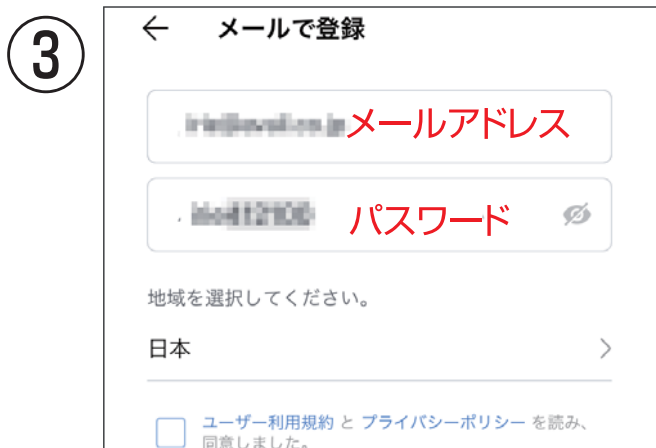 ③
メールで登録
メールアドレス
パスワード
地域を選択してください。
日本
ユーザー利用規約 と プライバシーポリシー を読み、
同意しました。